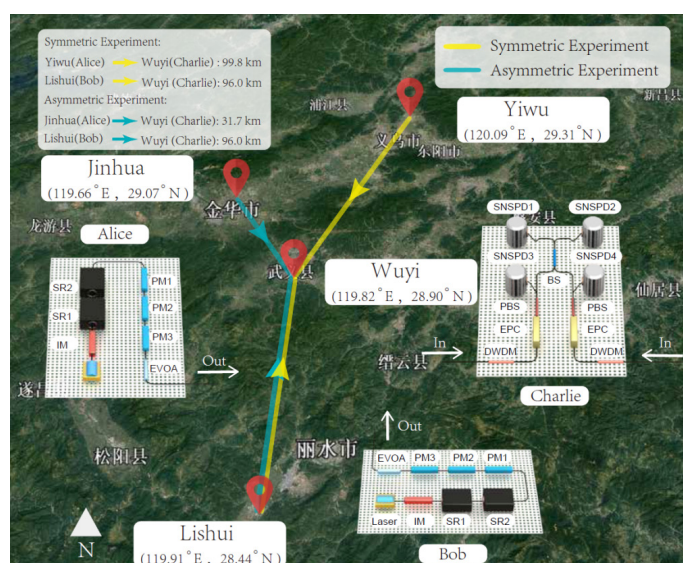 Symmetric Experiment:
Yiwu(Alice) Wuyi(Charlie) : 99.8 km
Lishui(Bob) Wuyi(Charlie) : 96.0 km
Asymmetric Experiment:
Jinhua(Alice) Wuyi (Charlie) : 31.7 km
Lishui(Bob) Wuyi (Charlie) : 96.0 km
Symmetric Experiment
Asymmetric Experiment
浦江县
新昌县
Yiwu
(120.09°E , 29.31°N)
义乌市
东阳市
Jinhua
(119.66°E , 29.07°N)
金华市
龙游县
Alice
SR2
SR1
IM
PM1
PM2
PM3
EVOA
Out
武义县
Wuyi
(119.82°E , 28.90°N)
SNSPD1
SNSPD2
SNSPD3
SNSPD4
BS
PBS
PBS
EPC
EPC
DWDM
DWDM
In
In
Charlie
仙居县
缙云县
松阳县
丽水市
Out
EVOA
PM3
PM2
PM1
Laser
IM
SR1
SR2
Bob
Lishui
(119.91°E , 28.44°N)
N